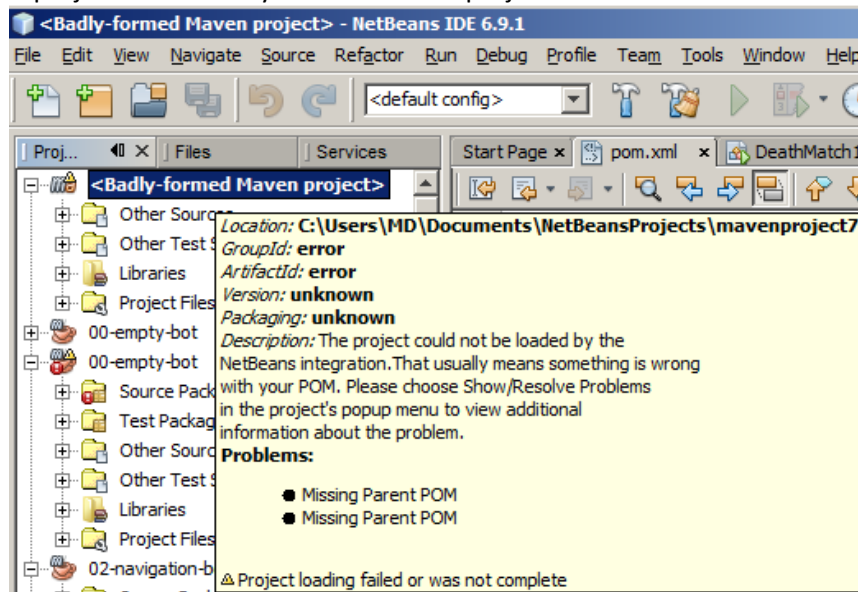 <Badly-formed Maven project> - NetBeans IDE 6.9.1
File Edit View Navigate Source Refactor Run Debug Profile Team Tools Window Help
<default config>
Proj... Files Services
Start Page pom.xml DeathMatch1
<Badly-formed Maven project>
Other Sources
Other Test S
Libraries
Project Files
00-empty-bot
00-empty-bot
Source Pack
Test Packag
Other Sourc
Other Test S
Libraries
Project Files
02-navigation-b
Location: C:\Users\MD\Documents\NetBeansProjects\mavenproject7
GroupId: error
ArtifactId: error
Version: unknown
Packaging: unknown
Description: The project could not be loaded by the
NetBeans integration.That usually means something is wrong
with your POM. Please choose Show/Resolve Problems
in the project's popup menu to view additional
information about the problem.
Problems:
Missing Parent POM
Missing Parent POM
Project loading failed or was not complete